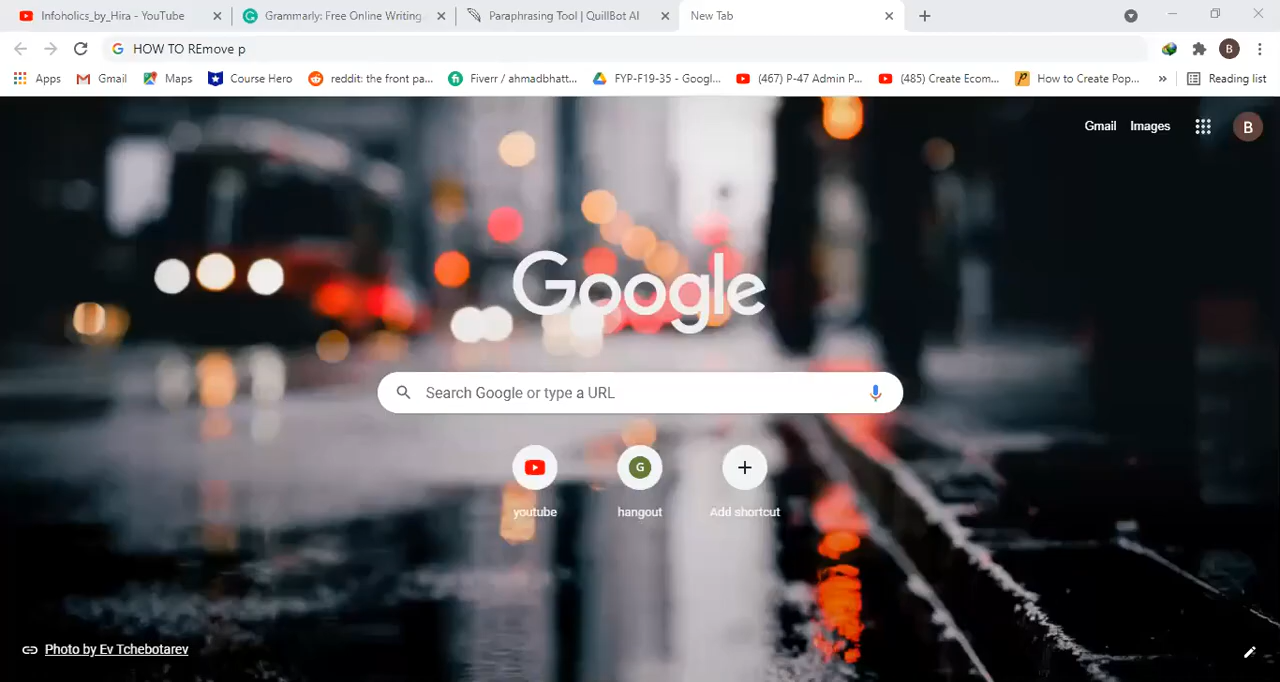 Infoholics_by_Hira - YouTube
Grammarly: Free Online Writing
Paraphrasing Tool | QuillBot AI
New Tab
HOW TO REmove p
B
Apps
Gmail
Maps
Course Hero
reddit: the front pa...
Fiverr / ahmadbhatt...
FYP-F19-35 - Googl...
(467) P-47 Admin P...
(485) Create Ecom...
How to Create Pop...
»
Reading list
Gmail
Images
B
Google
Search Google or type a URL
G
youtube
hangout
Add shortcut
Photo by Ev Tchebotarev